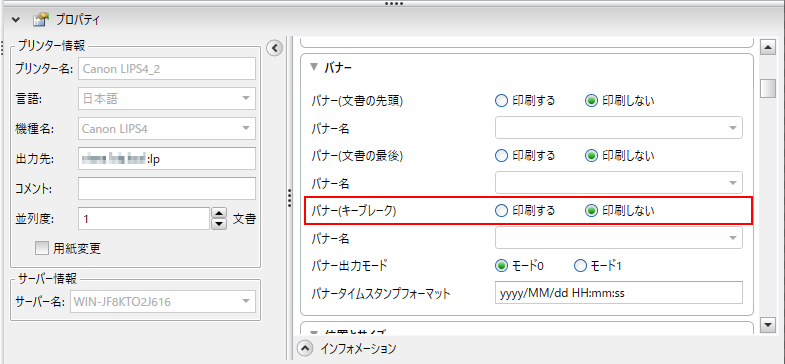 プロパティ
プリンター情報
プリンター名: Canon LIPS4_2
言語: 日本語
機種名: Canon LIPS4
出力先: :lp
コメント:
並列度: 1 文書
用紙変更
サーバー情報
サーバー名: WIN-JF8KTO2J616
バナー
バナー(文書の先頭) 印刷する 印刷しない
バナー名
バナー(文書の最後) 印刷する 印刷しない
バナー名
バナー(キーブレーク) 印刷する 印刷しない
バナー名
バナー出力モード モード0 モード1
バナータイムスタンプフォーマット yyyy/MM/dd HH:mm:ss
位置とサイズ
インフォメーション